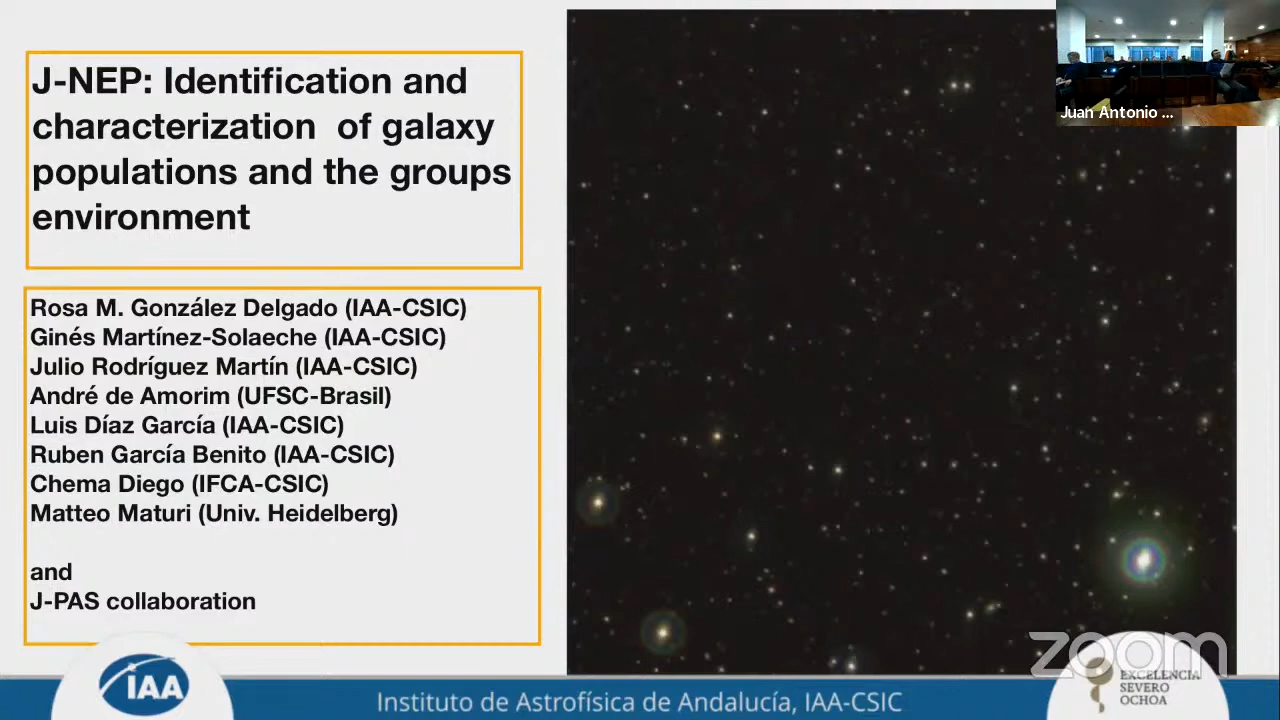 J-NEP: Identification and
characterization of galaxy
populations and the groups
environment
Rosa M. González Delgado (IAA-CSIC)
Ginés Martínez-Solaeche (IAA-CSIC)
Julio Rodríguez Martín (IAA-CSIC)
André de Amorim (UFSC-Brasil)
Luis Díaz García (IAA-CSIC)
Ruben García Benito (IAA-CSIC)
Chema Diego (IFCA-CSIC)
Matteo Maturi (Univ. Heidelberg)
and
J-PAS collaboration
Juan Antonio ...
zoom
IAA
Instituto de Astrofísica de Andalucía, IAA-CSIC
EXCELENCIA
SEVERO
OCHOA